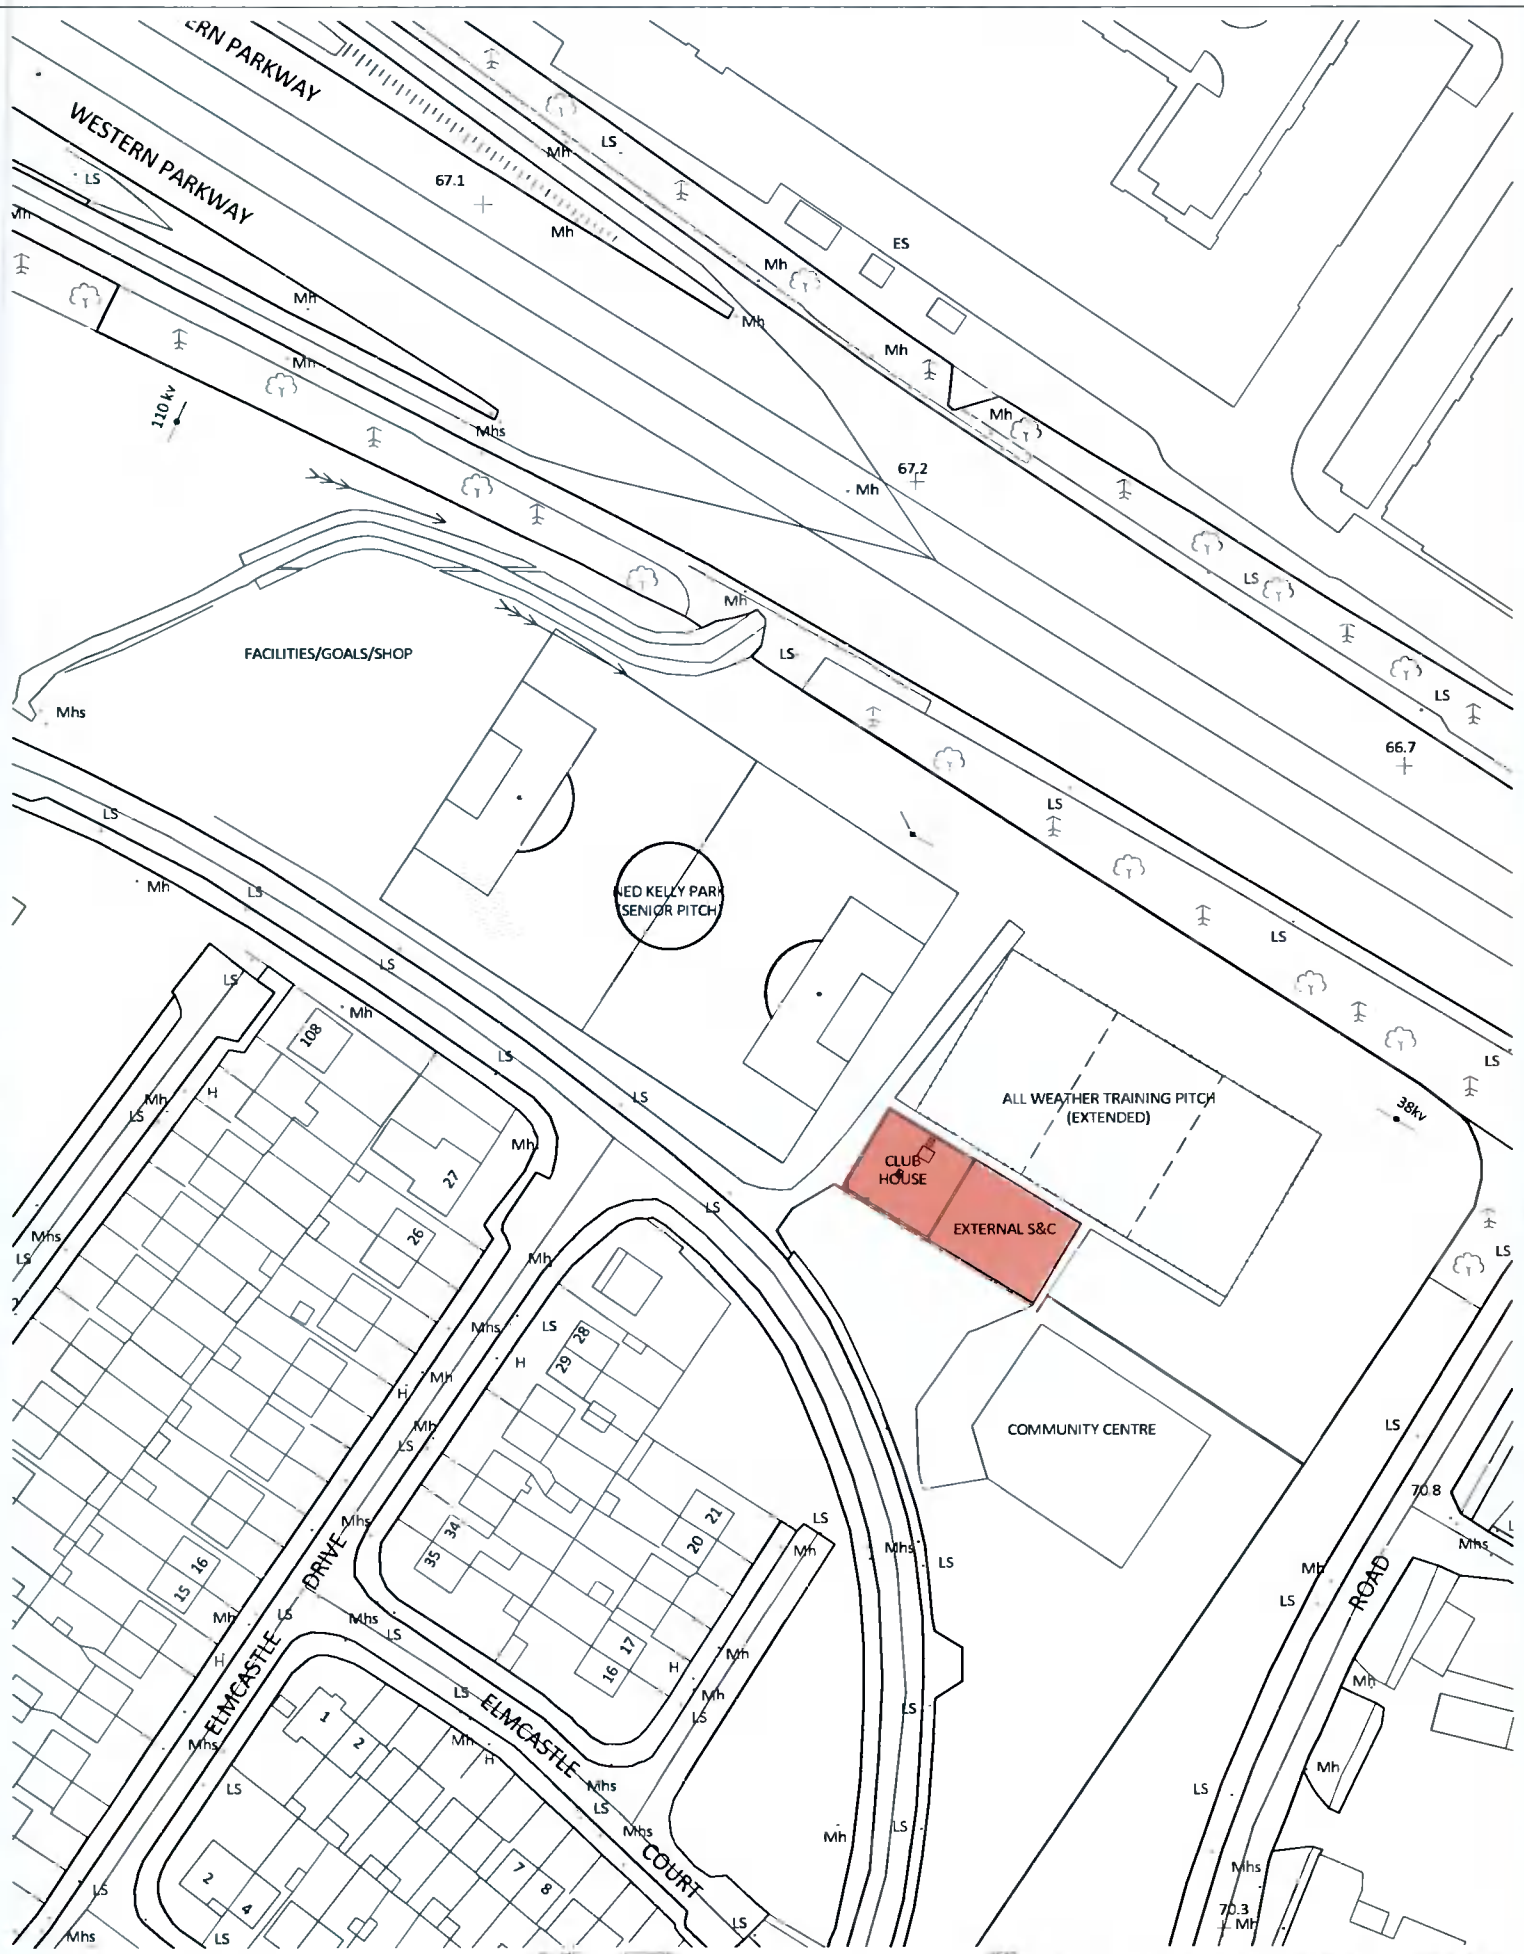 ERN PARKWAY
WESTERN PARKWAY
LS
Mh
LS
67.1
Mh
Mh
ES
Mh
Mh
Mh
Mh
Mh
Mh
110 kv
Mhs
67.2
Mh
LS
Mh
FACILITIES/GOALS/SHOP
LS
LS
Mhs
66.7
LS
LS
Mh
LS
NED KELLY PARK
(SENIOR PITCH)
LS
LS
LS
108
Mh
LS
LS
LS
Mh
H
LS
ALL WEATHER TRAINING PITCH
(EXTENDED)
38kv
Mh
27
CLUB
HOUSE
LS
26
EXTERNAL S&C
Mhs
LS
Mh
LS
Mhs
LS
28
29
H
Mh
H
Mh
LS
COMMUNITY CENTRE
LS
70.8
Mhs
34
35
21
20
LS
Mh
Mhs
LS
Mhs
Mh
LS
ROAD
16
15
Mh
LS
Mhs
LS
H
17
16
H
Mh
Mh
LS
LS
Mh
ELMCASTLE DRIVE
LS
ELMCASTLE COURT
1
2
Mhs
Mh
H
LS
Mhs
LS
Mhs
Mh
LS
LS
Mh
7
8
2
4
LS
Mhs
LS
LS
Mhs
70.3
Mh